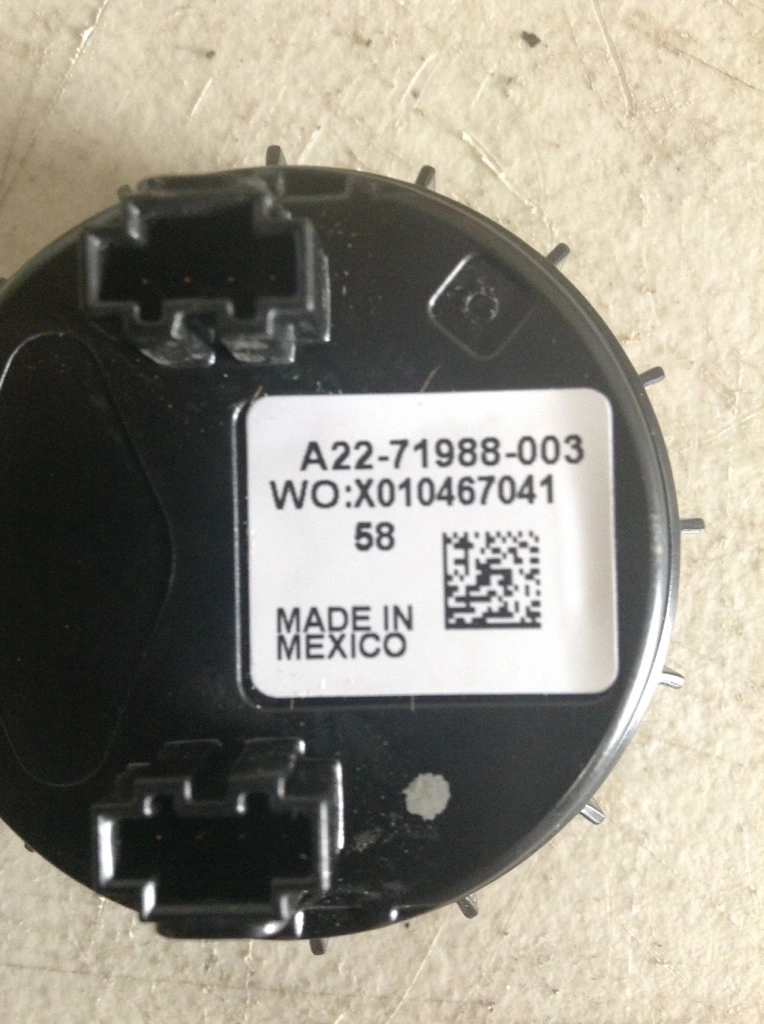 A22-71988-003
WO:X010467041
58
MADE IN
MEXICO